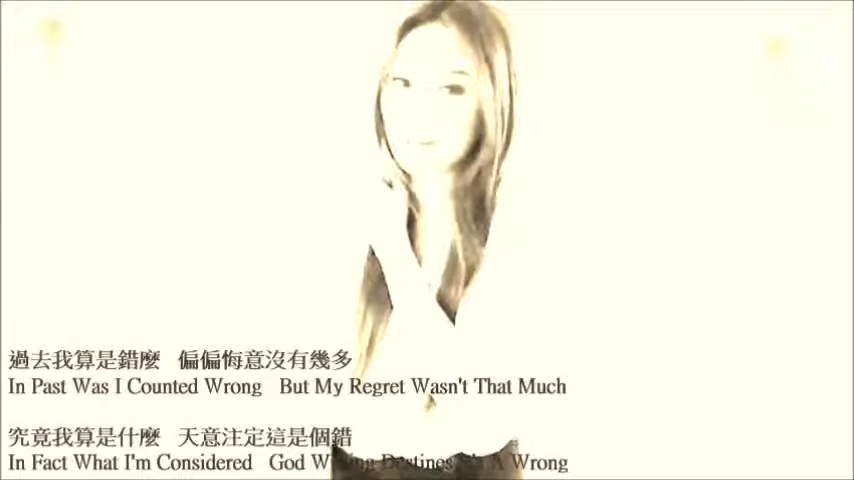 過去我算是錯麼 偏偏悔意沒有幾多
In Past Was I Counted Wrong But My Regret Wasn't That Much
究竟我算是什麼 天意注定這是個錯
In Fact What I'm Considered God Destines A Wrong